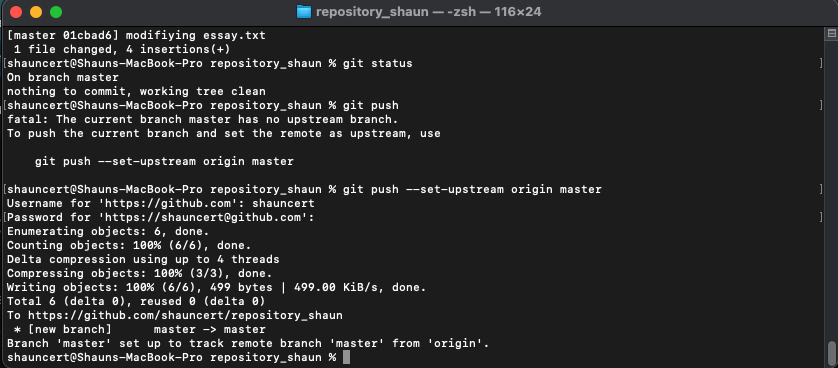 repository_shaun — -zsh — 116×24
[master 01cbad6] modifiying essay.txt
 1 file changed, 4 insertions(+)
[shauncert@Shauns-MacBook-Pro repository_shaun % git status ]
On branch master
nothing to commit, working tree clean
[shauncert@Shauns-MacBook-Pro repository_shaun % git push ]
fatal: The current branch master has no upstream branch.
To push the current branch and set the remote as upstream, use
    git push --set-upstream origin master
[shauncert@Shauns-MacBook-Pro repository_shaun % git push --set-upstream origin master ]
Username for 'https://github.com': shauncert
[Password for 'https://shauncert@github.com': ]
Enumerating objects: 6, done.
Counting objects: 100% (6/6), done.
Delta compression using up to 4 threads
Compressing objects: 100% (3/3), done.
Writing objects: 100% (6/6), 499 bytes | 499.00 KiB/s, done.
Total 6 (delta 0), reused 0 (delta 0)
To https://github.com/shauncert/repository_shaun
 * [new branch]      master -> master
Branch 'master' set up to track remote branch 'master' from 'origin'.
shauncert@Shauns-MacBook-Pro repository_shaun %